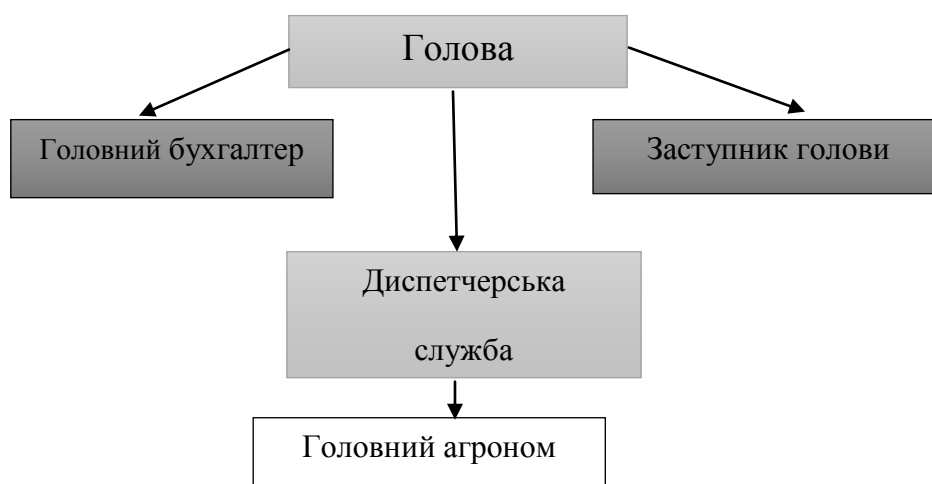 Голова
Головний бухгалтер
Заступник голови
Диспетчерська
служба
Головний агроном